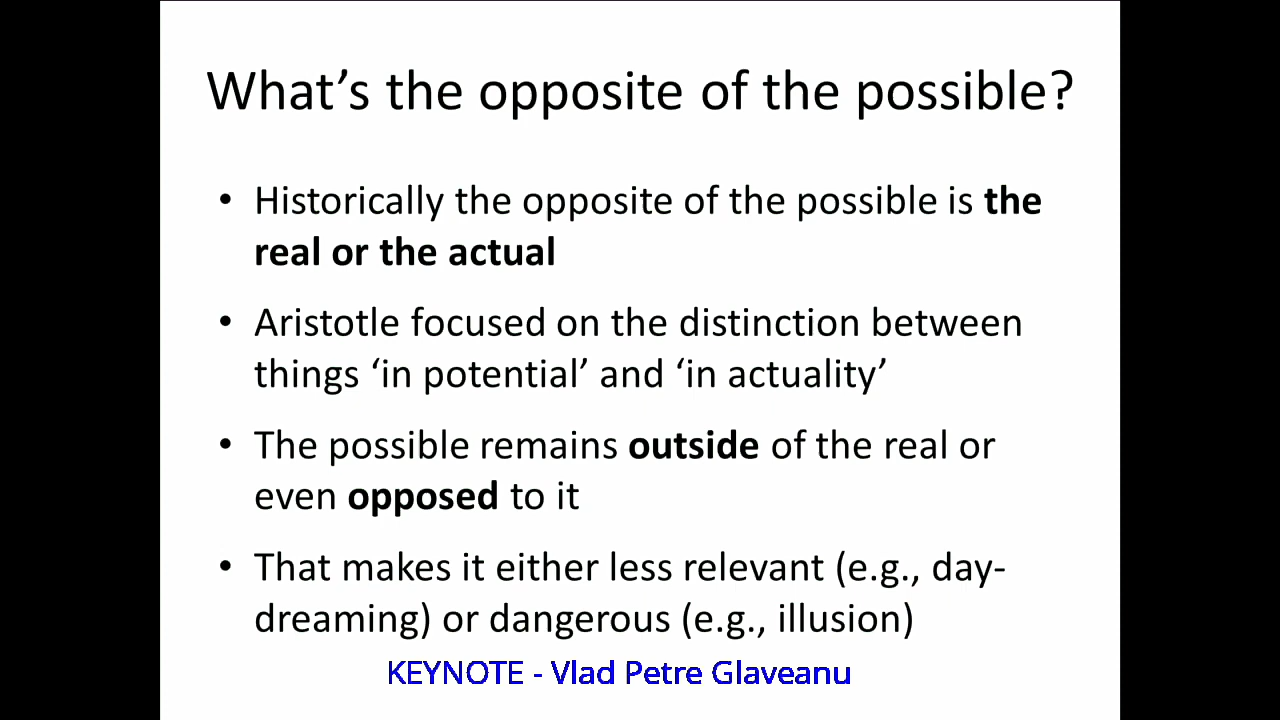 What’s the opposite of the possible?
• Historically the opposite of the possible is the
real or the actual
• Aristotle focused on the distinction between
things ‘in potential’ and ‘in actuality’
• The possible remains outside of the real or
even opposed to it
• That makes it either less relevant (e.g., day-
dreaming) or dangerous (e.g., illusion)
KEYNOTE - Vlad Petre Glaveanu